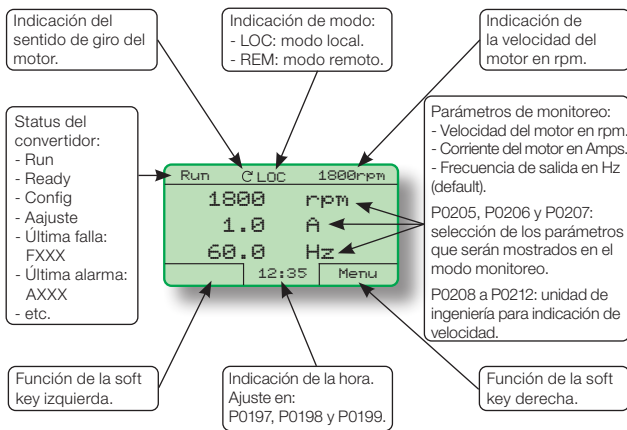 Indicación del
sentido de giro del
motor.
Indicación de modo:
- LOC: modo local.
- REM: modo remoto.
Indicación de
la velocidad del
motor en rpm.
Status del
convertidor:
- Run
- Ready
- Config
- Aajuste
- Última falla:
FXXX
- Última alarma:
AXXX
- etc.
Run LOC 1800rpm
1800 rpm
1.0 A
60.0 Hz
12:35 Menu
Parámetros de monitoreo:
- Velocidad del motor en rpm.
- Corriente del motor en Amps.
- Frecuencia de salida en Hz
(default).
P0205, P0206 y P0207:
selección de los parámetros
que serán mostrados en el
modo monitoreo.
P0208 a P0212: unidad de
ingeniería para indicación de
velocidad.
Función de la soft
key izquierda.
Indicación de la hora.
Ajuste en:
P0197, P0198 y P0199.
Función de la soft
key derecha.